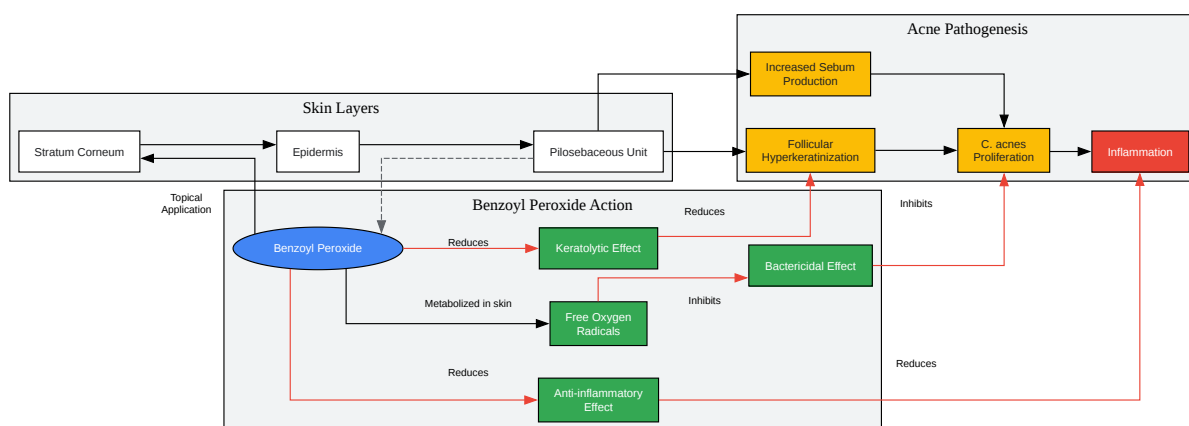 Acne Pathogenesis
Increased Sebum
Production
Skin Layers
Stratum Corneum
Epidermis
Pilosebaceous Unit
Follicular
Hyperkeratinization
C. acnes
Proliferation
Inflammation
Topical
Application
Benzoyl Peroxide Action
Reduces
Inhibits
Benzoyl Peroxide
Reduces
Keratolytic Effect
Bactericidal Effect
Metabolized in skin
Inhibits
Free Oxygen
Radicals
Reduces
Reduces
Anti-inflammatory
Effect